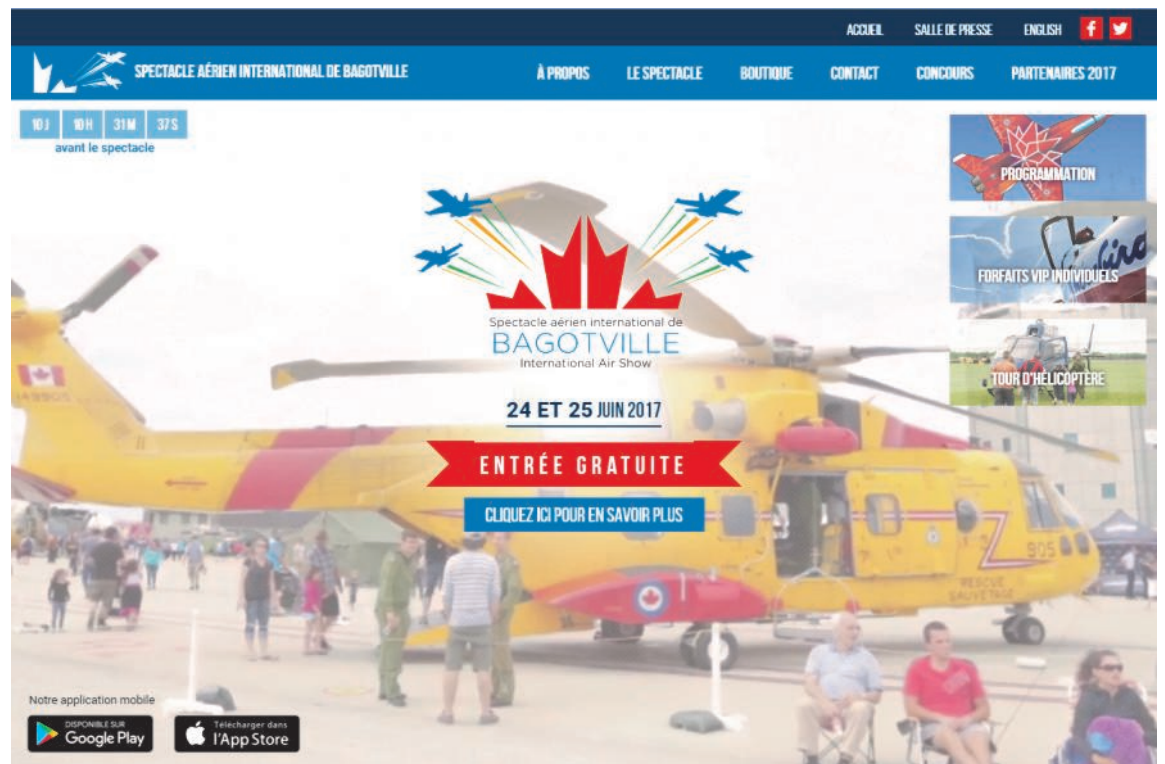 ACCUEIL SALLE DE PRESSE ENGLISH
SPECTACLE AÉRIEN INTERNATIONAL DE BAGOTVILLE
À PROPOS LE SPECTACLE BOUTIQUE CONTACT CONCOURS PARTENAIRES 2017
10 J 10 H 31 M 37 S
avant le spectacle
PROGRAMMATION
FORFAITS VIP INDIVIDUELS
TOUR D'HÉLICOPTÈRE
Spectacle aérien international de
BAGOTVILLE
International Air Show
24 ET 25 JUIN 2017
ENTRÉE GRATUITE
CLIQUEZ ICI POUR EN SAVOIR PLUS
149905
905
RESCUE
SAUVETAGE
Notre application mobile
DISPONIBLE SUR
Google Play
Télécharger dans
l'App Store